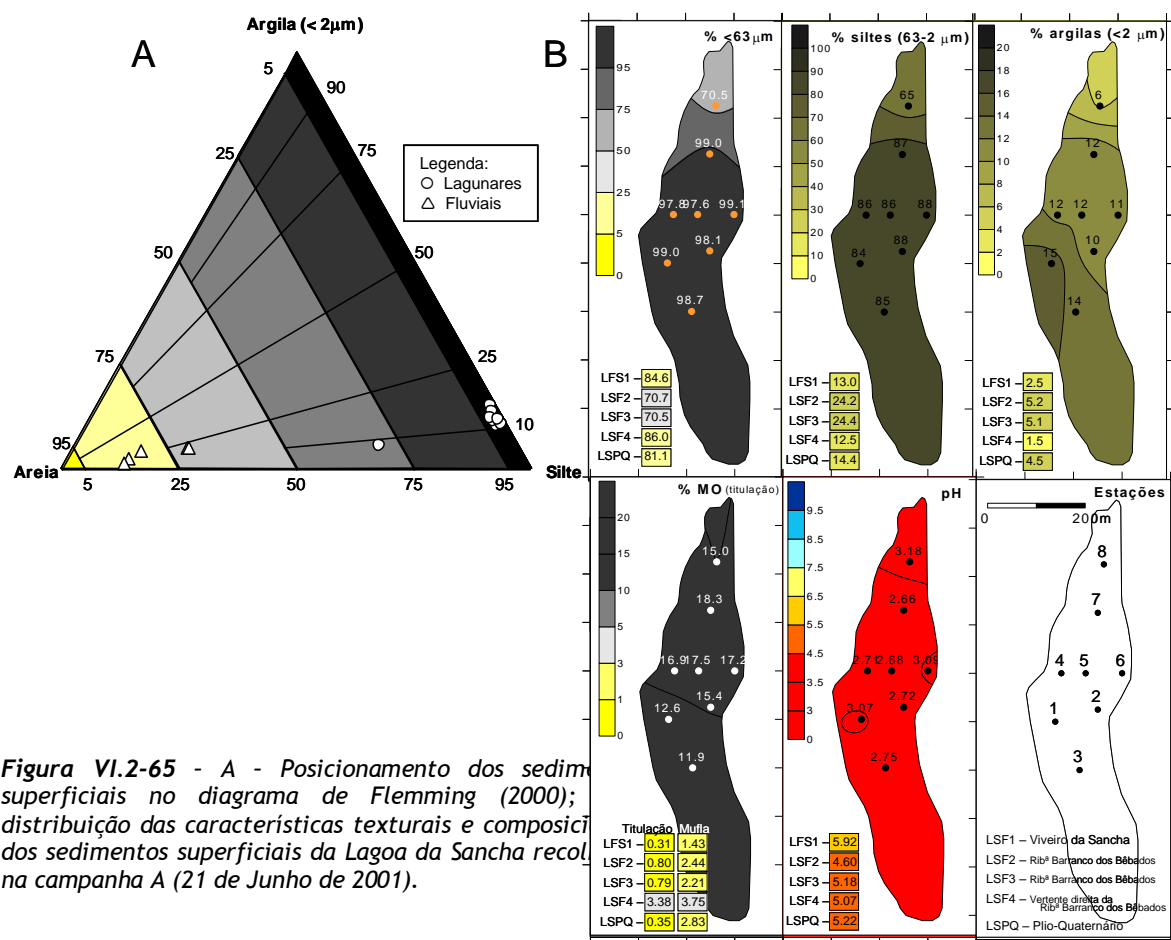 A
Argila (< 2μm)
5
90
25
75
50
50
75
25
95
10
Areia
Silte
5
25
50
75
95
Legenda:
Lagunares
Fluviais
B
% <63 μm
95
75
50
25
5
0
70.5
99.0
97.8
97.6
99.1
98.1
99.0
98.7
LFS1 – 84.6
LSF2 – 70.7
LSF3 – 70.5
LSF4 – 86.0
LSPQ – 81.1
% siltes (63-2 μm)
100
90
80
70
60
50
40
30
20
10
0
65
87
86
86
88
88
84
85
LFS1 – 13.0
LSF2 – 24.2
LSF3 – 24.4
LSF4 – 12.5
LSPQ – 14.4
% argilas (<2 μm)
20
18
16
14
12
10
8
6
4
2
0
6
12
12
12
11
10
15
14
LFS1 – 2.5
LSF2 – 5.2
LSF3 – 5.1
LSF4 – 1.5
LSPQ – 4.5
% MO (titulação)
20
15
10
5
3
1
0
15.0
18.3
16.9
17.5
17.2
15.4
12.6
11.9
Titulação Mufla
LFS1 – 0.31 1.43
LSF2 – 0.80 2.44
LSF3 – 0.79 2.21
LSF4 – 3.38 3.75
LSPQ – 0.35 2.83
pH
9.5
8.5
7.5
6.5
5.5
4.5
3.5
3
0
3.18
2.66
2.71
2.68
3.09
2.72
3.07
2.75
LFS1 – 5.92
LSF2 – 4.60
LSF3 – 5.18
LSF4 – 5.07
LSPQ – 5.22
Estações
0
200m
8
7
4
5
6
2
1
3
LSF1 – Viveiro da Sancha
LSF2 – Ribª Barranco dos Bêbados
LSF3 – Ribª Barranco dos Bêbados
LSF4 – Vertente direita da
Ribª Barranco dos Bêbados
LSPQ – Plio-Quaternário
Figura VI.2-65 - A - Posicionamento dos sedim
superficiais no diagrama de Flemming (2000);
distribuição das características texturais e composici
dos sedimentos superficiais da Lagoa da Sancha recol
na campanha A (21 de Junho de 2001).